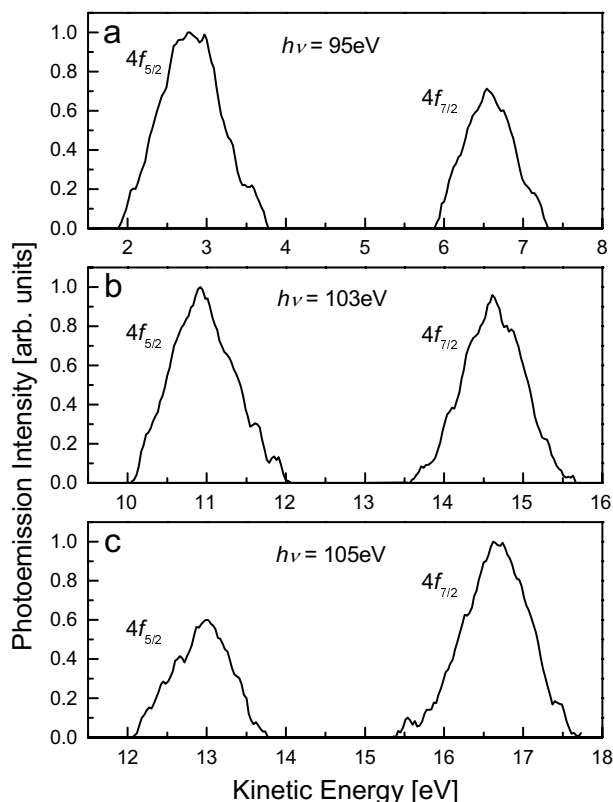 Photoemission Intensity [arb. units]
a
hν = 95eV
4f5/2
4f7/2
1.0
0.8
0.6
0.4
0.2
0.0
2 3 4 5 6 7 8
b
hν = 103eV
4f5/2
4f7/2
1.0
0.8
0.6
0.4
0.2
0.0
10 11 12 13 14 15 16
c
hν = 105eV
4f5/2
4f7/2
1.0
0.8
0.6
0.4
0.2
0.0
12 13 14 15 16 17 18
Kinetic Energy [eV]